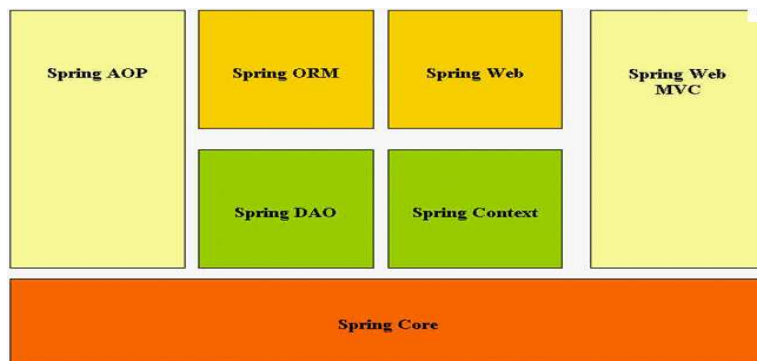 Spring AOP
Spring ORM
Spring Web
Spring Web
MVC
Spring DAO
Spring Context
Spring Core